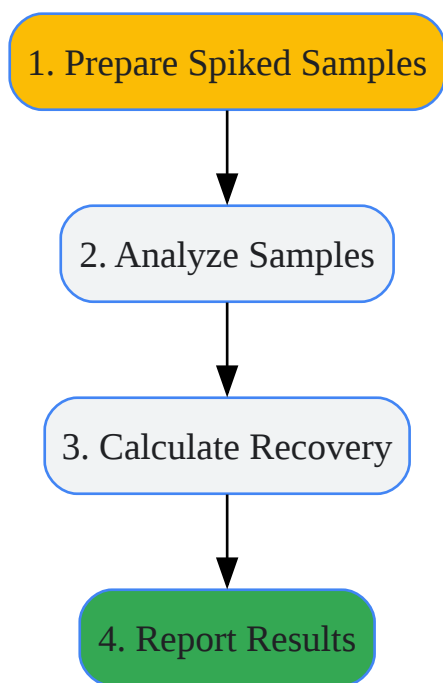 1. Prepare Spiked Samples
2. Analyze Samples
3. Calculate Recovery
4. Report Results